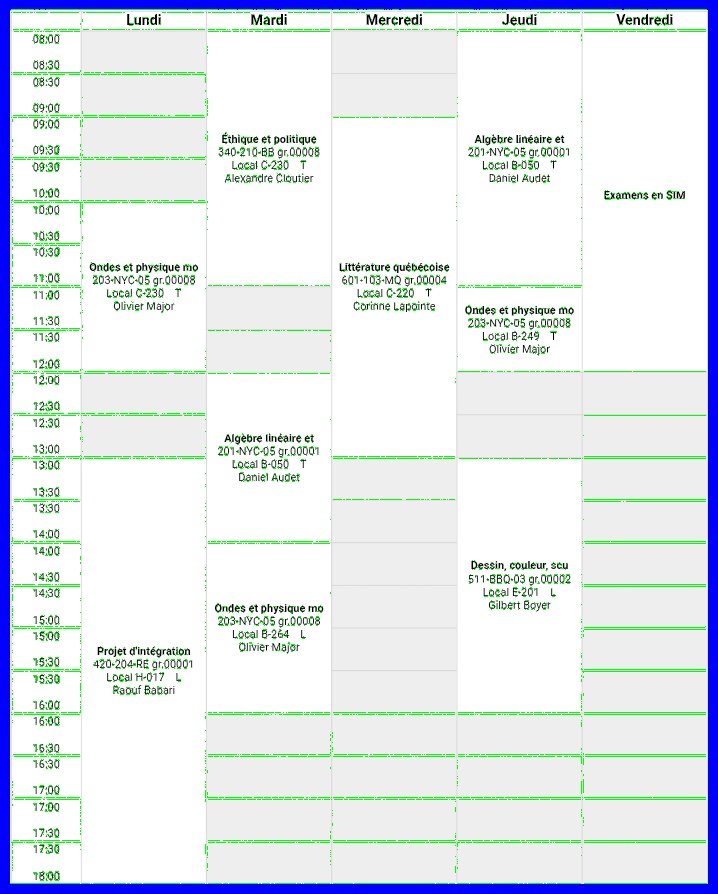 Lundi Mardi Mercredi Jeudi Vendredi
08:00
08:30
08:30
09:00
09:00
09:30
09:30
10:00
10:00
10:30
10:30
11:00
11:00
11:30
11:30
12:00
12:00
12:30
12:30
13:00
13:00
13:30
13:30
14:00
14:00
14:30
14:30
15:00
15:00
15:30
15:30
16:00
16:00
16:30
16:30
17:00
17:00
17:30
17:30
18:00
Ondes et physique mo
203-NYC-05 gr.00008
Local C-230 T
Olivier Major
Projet d'intégration
420-204-RE gr.00001
Local H-017 L
Raouf Babari
Éthique et politique
340-210-BB gr.00008
Local C-230 T
Alexandre Cloutier
Algèbre linéaire et
201-NYC-05 gr.00001
Local B-050 T
Daniel Audet
Ondes et physique mo
203-NYC-05 gr.00008
Local B-264 L
Olivier Major
Littérature québécoise
601-103-MQ gr.00004
Local C-220 T
Corinne Lapointe
Algèbre linéaire et
201-NYC-05 gr.00001
Local B-050 T
Daniel Audet
Ondes et physique mo
203-NYC-05 gr.00008
Local B-249 T
Olivier Major
Dessin, couleur, scu
511-BBQ-03 gr.00002
Local E-201 L
Gilbert Boyer
Examens en SIM